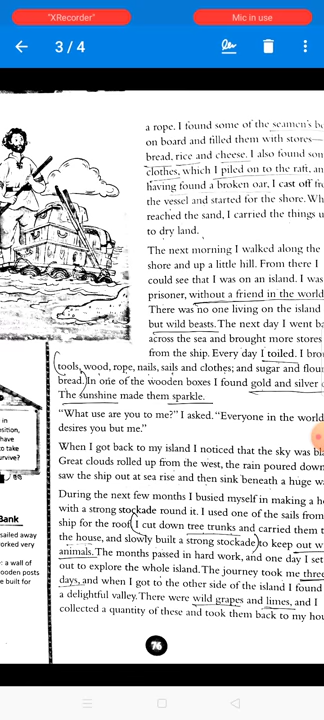 "XRecorder"
Mic in use
3 / 4
a rope. I found some of the seamen's
on board and filled them with stores—
bread, rice and cheese. I also found
clothes, which I piled on to the raft,
having found a broken oar, I cast off
the vessel and started for the shore.
reached the sand, I carried the things
to dry land.
The next morning I walked along the
shore and up a little hill. From there I
could see that I was on an island. I was
prisoner, without a friend in the world
There was no one living on the island
but wild beasts. The next day I went
across the sea and brought more stores
from the ship. Every day I toiled. I
tools, wood, rope, nails, sails and clothes; and sugar and
bread. In one of the wooden boxes I found gold and silver
The sunshine made them sparkle.
"What use are you to me?" I asked. "Everyone in the world
desires you but me."
When I got back to my island I noticed that the sky was
Great clouds rolled up from the west, the rain poured down
saw the ship out at sea rise and then sink beneath a huge
During the next few months I busied myself in making a
with a strong stockade round it. I used one of the sails from
ship for the roof. I cut down tree trunks and carried them
the house, and slowly built a strong stockade to keep out
animals. The months passed in hard work, and one day I set
out to explore the whole island. The journey took me three
days, and when I got to the other side of the island I found
a delightful valley. There were wild grapes and limes, and I
collected a quantity of these and took them back to my
in
have
to take
Bank
sailed away
orked very
: a wall of
ooden posts
e built for
76